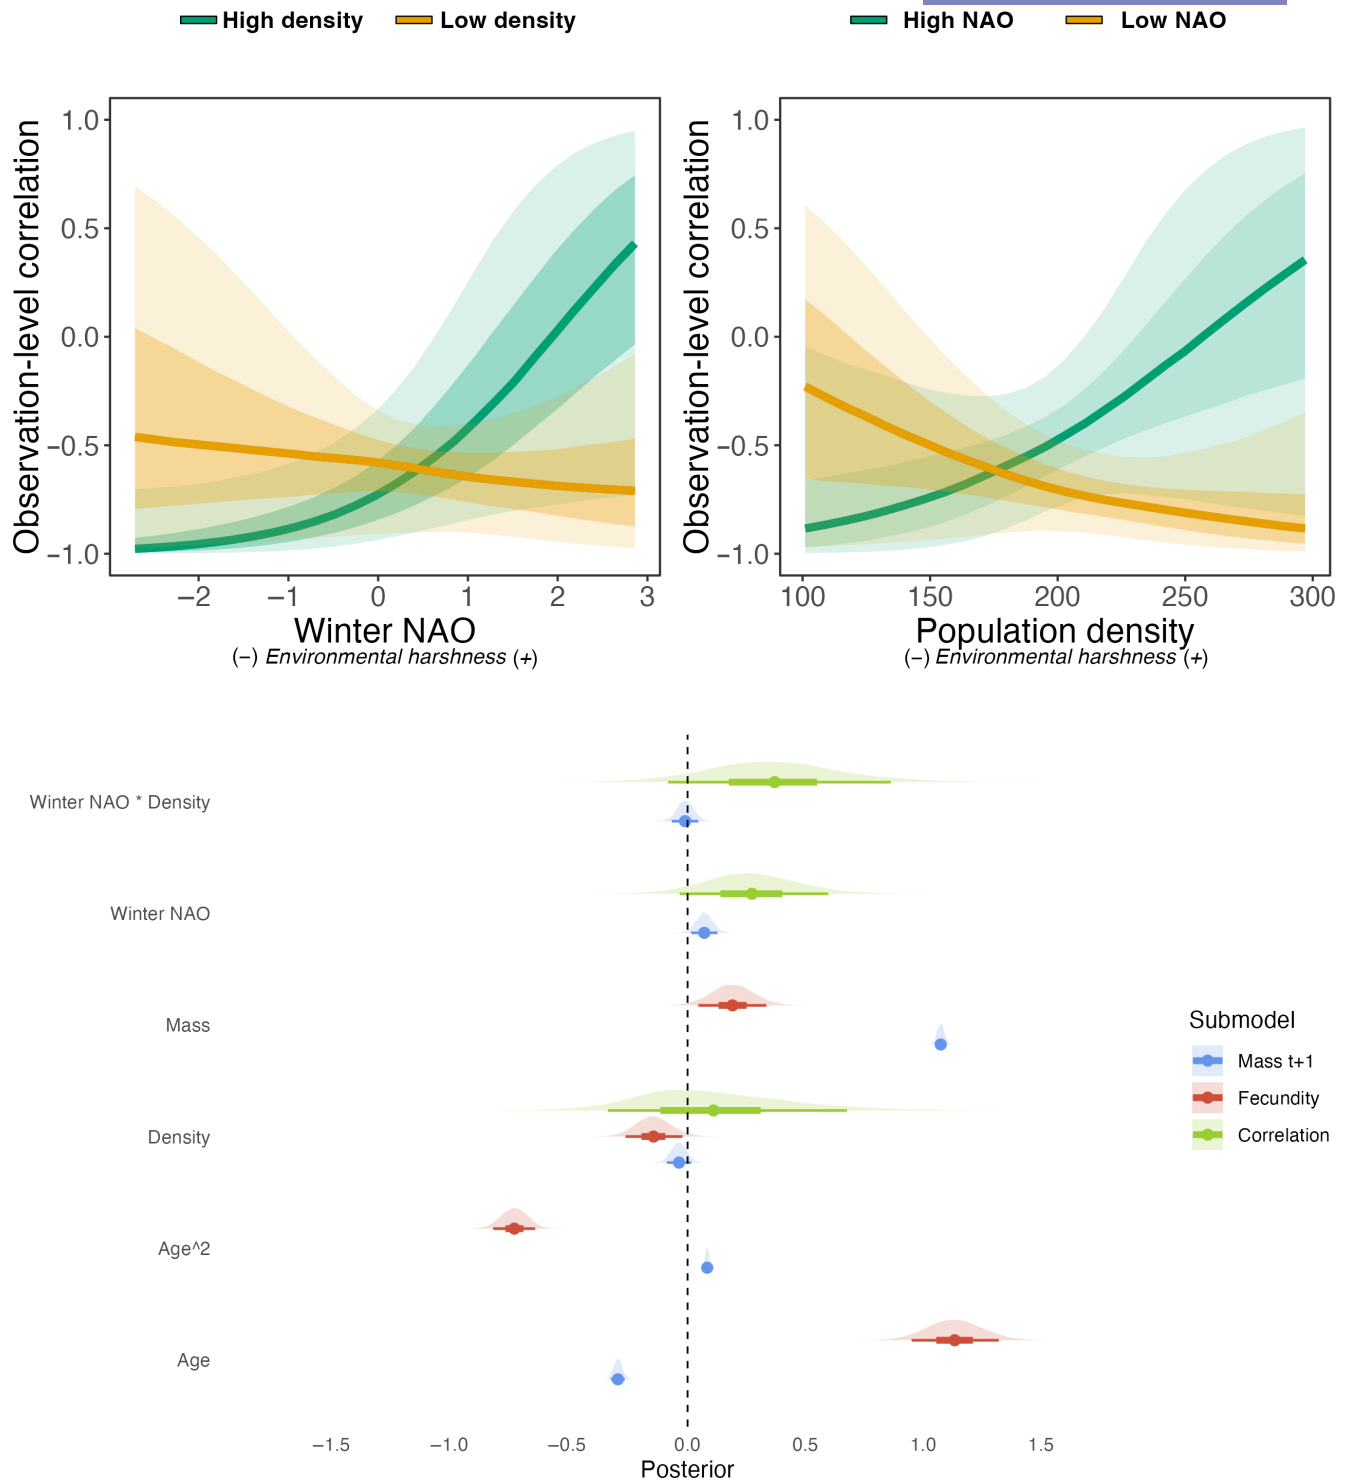 High density Low density
High NAO Low NAO
Observation-level correlation
1.0
0.5
0.0
−0.5
−1.0
−2 −1 0 1 2 3
Winter NAO
(−) Environmental harshness (+)
Observation-level correlation
1.0
0.5
0.0
−0.5
−1.0
100 150 200 250 300
Population density
(−) Environmental harshness (+)
Winter NAO * Density
Winter NAO
Mass
Density
Age^2
Age
−1.5 −1.0 −0.5 0.0 0.5 1.0 1.5
Posterior
Submodel
Mass t+1
Fecundity
Correlation